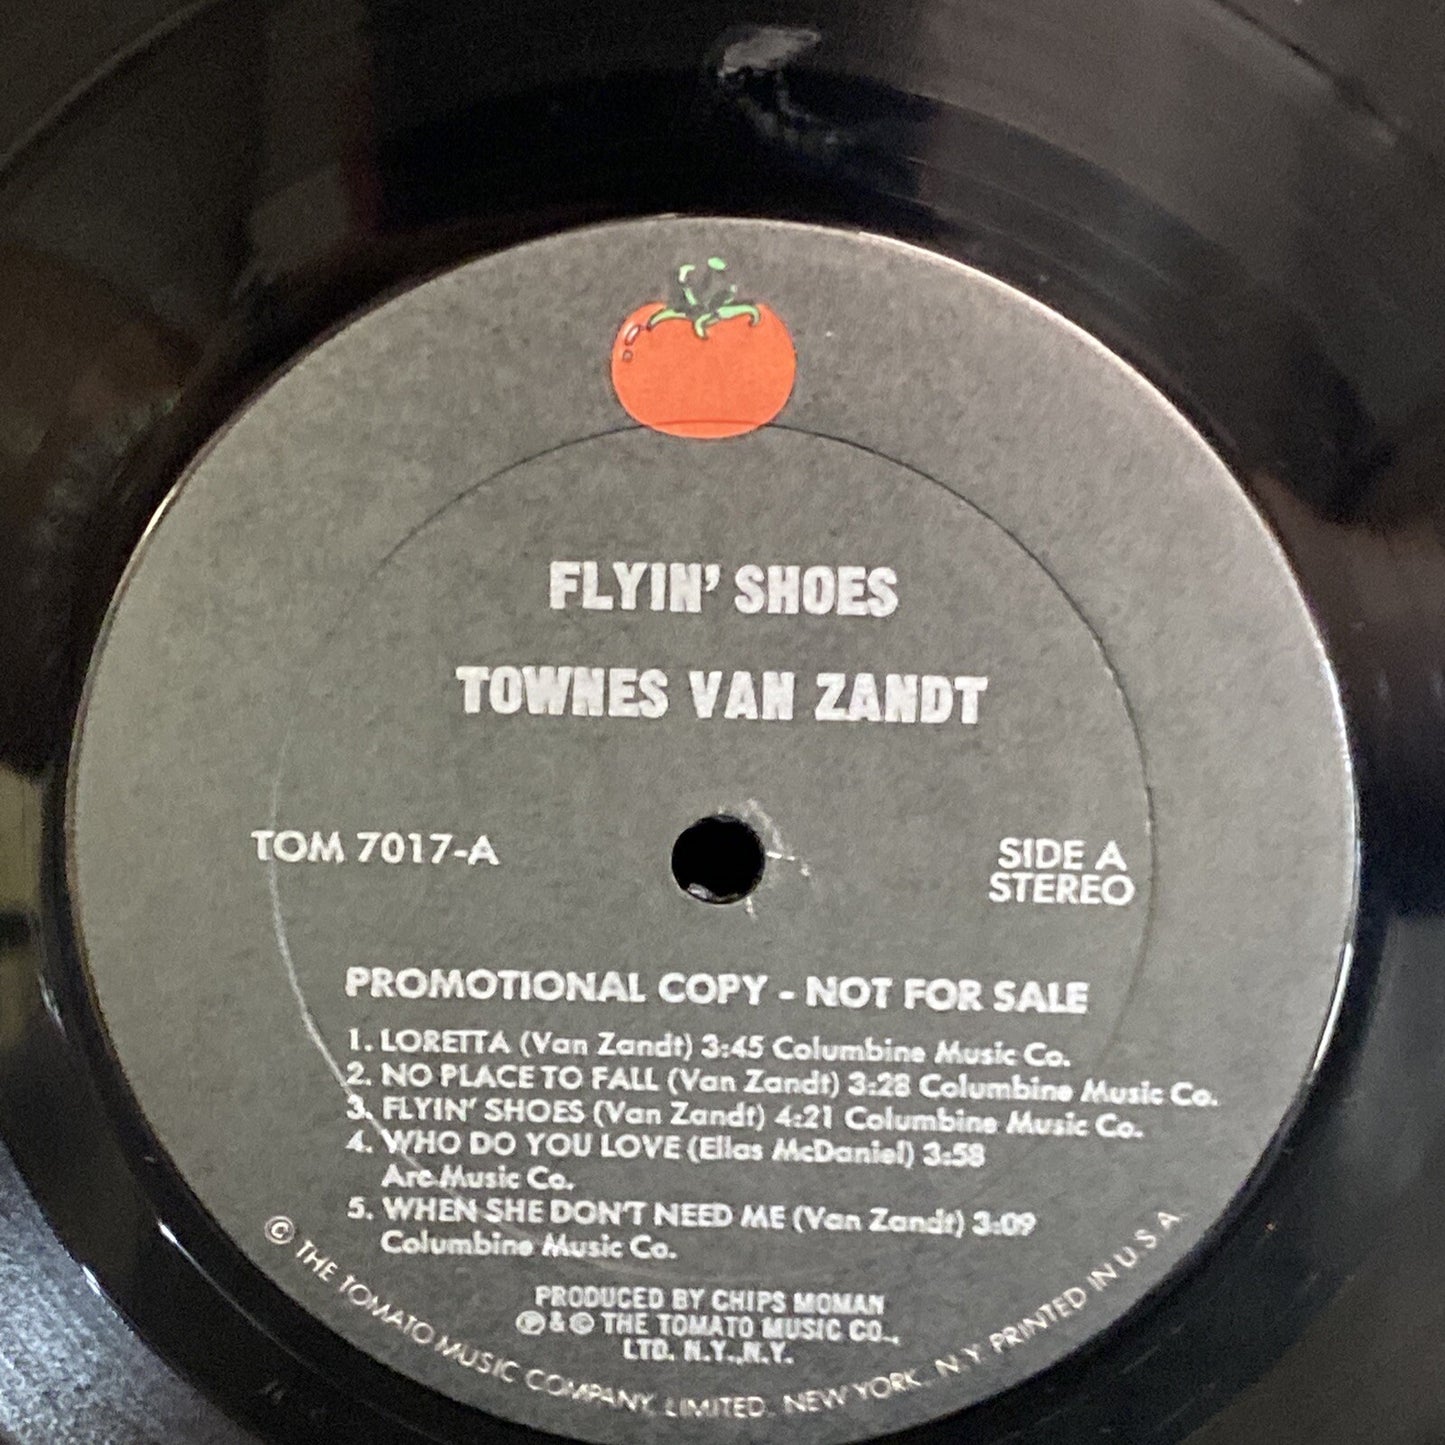 FLYIN' SHOES
TOWNES VAN ZANDT
TOM 7017-A
SIDE A
STEREO
PROMOTIONAL COPY - NOT FOR SALE
1. LORETTA (Van Zandt) 3:45 Columbine Music Co.
2. NO PLACE TO FALL (Van Zandt) 3:28 Columbine Music Co.
3. FLYIN' SHOES (Van Zandt) 4:21 Columbine Music Co.
4. WHO DO YOU LOVE (Ellas McDaniel) 3:58
Arc Music Co.
5. WHEN SHE DON'T NEED ME (Van Zandt) 3:09
Columbine Music Co.
PRODUCED BY CHIPS MOMAN
℗ & © THE TOMATO MUSIC CO.,
LTD. N.Y.,N.Y.
© THE TOMATO MUSIC COMPANY, LIMITED. NEW YORK, N.Y. PRINTED IN U.S.A.